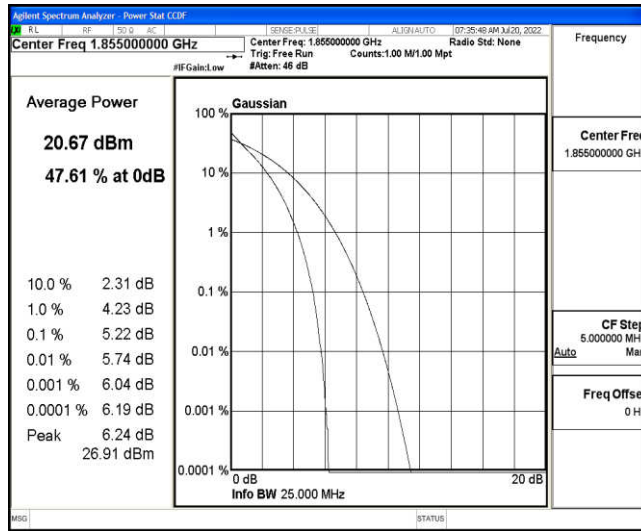 Agilent Spectrum Analyzer - Power Stat CCDF
RL RF 50 Ω AC SENSE:PULSE ALIGNAUTO 07:35:48 AM Jul 20, 2022
Center Freq 1.855000000 GHz
Center Freq: 1.855000000 GHz Radio Std: None
Trig: Free Run Counts:1.00 M/1.00 Mpt
#IFGain:Low #Atten: 46 dB
Frequency
Average Power
20.67 dBm
47.61 % at 0dB
10.0 % 2.31 dB
1.0 % 4.23 dB
0.1 % 5.22 dB
0.01 % 5.74 dB
0.001 % 6.04 dB
0.0001 % 6.19 dB
Peak 6.24 dB
26.91 dBm
Gaussian
100 %
10 %
1 %
0.1 %
0.01 %
0.001 %
0.0001 %
0 dB 20 dB
Info BW 25.000 MHz
Center Fre
1.855000000 GH
CF Step
5.000000 MH
Auto Ma
Freq Offse
0 H
MSG STATUS